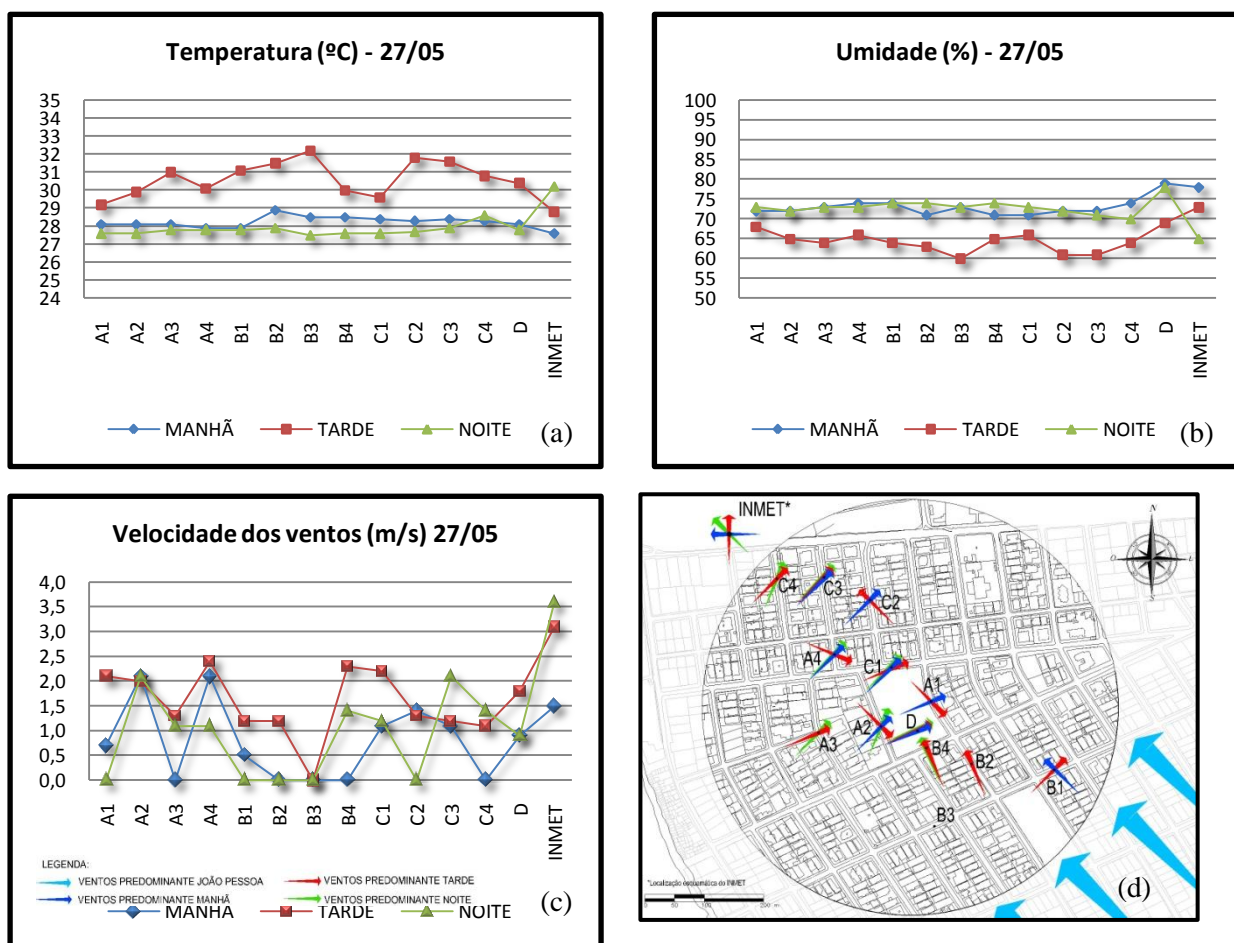 Temperatura (ºC) - 27/05
35
34
33
32
31
30
29
28
27
26
25
24
A1 A2 A3 A4 B1 B2 B3 B4 C1 C2 C3 C4 D INMET
MANHÃ TARDE NOITE (a)
Umidade (%) - 27/05
100
95
90
85
80
75
70
65
60
55
50
A1 A2 A3 A4 B1 B2 B3 B4 C1 C2 C3 C4 D INMET
MANHÃ TARDE NOITE (b)
Velocidade dos ventos (m/s) 27/05
4,0
3,5
3,0
2,5
2,0
1,5
1,0
0,5
0,0
A1 A2 A3 A4 B1 B2 B3 B4 C1 C2 C3 C4 D INMET
LEGENDA:
VENTOS PREDOMINANTE JOÃO PESSOA VENTOS PREDOMINANTE TARDE
VENTOS PREDOMINANTE MANHÃ VENTOS PREDOMINANTE NOITE
MANHÃ TARDE NOITE (c)
INMET*
N
O E
S
C4 C3
C2
A4 C1
A1
A3 A2 D
B4 B2
B1
B3
*Localização esquemática do INMET
0 50 100 200 m
(d)